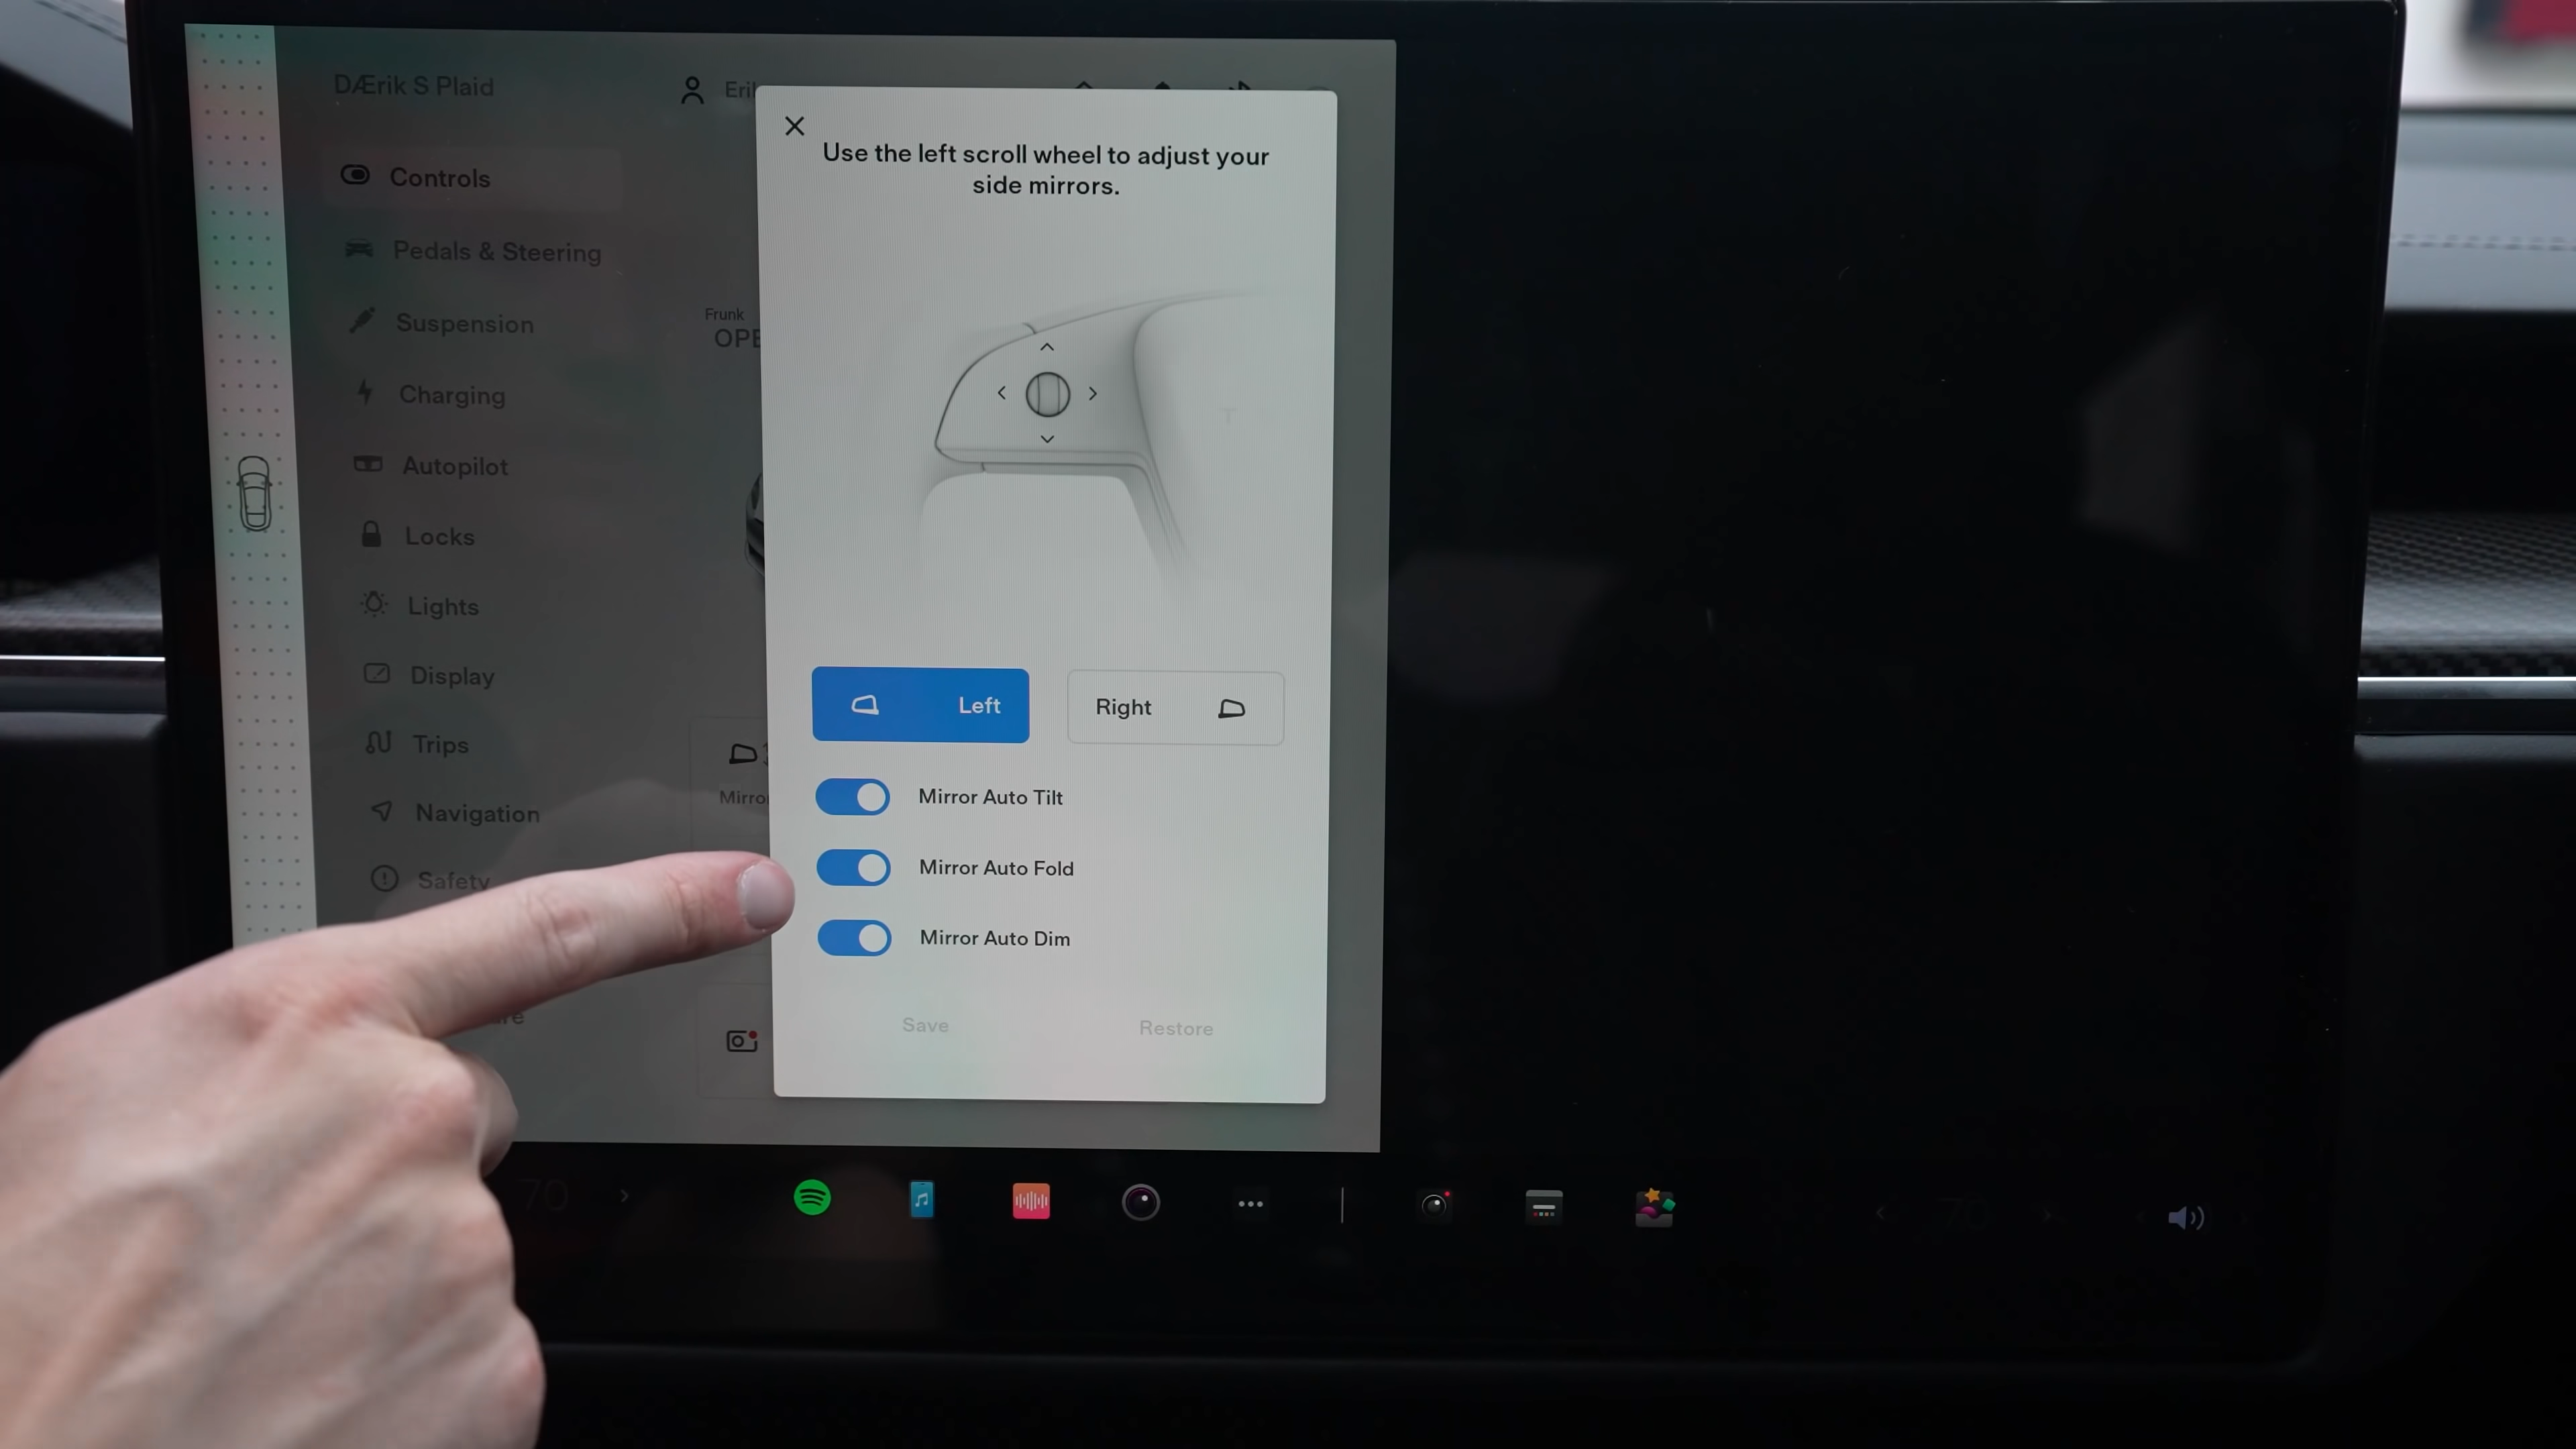 DÆrik S Plaid
Controls
Pedals & Steering
Suspension
Charging
Autopilot
Locks
Lights
Display
Trips
Navigation
Safety
Frunk
Use the left scroll wheel to adjust your
side mirrors.
Left
Right
Mirror Auto Tilt
Mirror Auto Fold
Mirror Auto Dim
Save
Restore
70